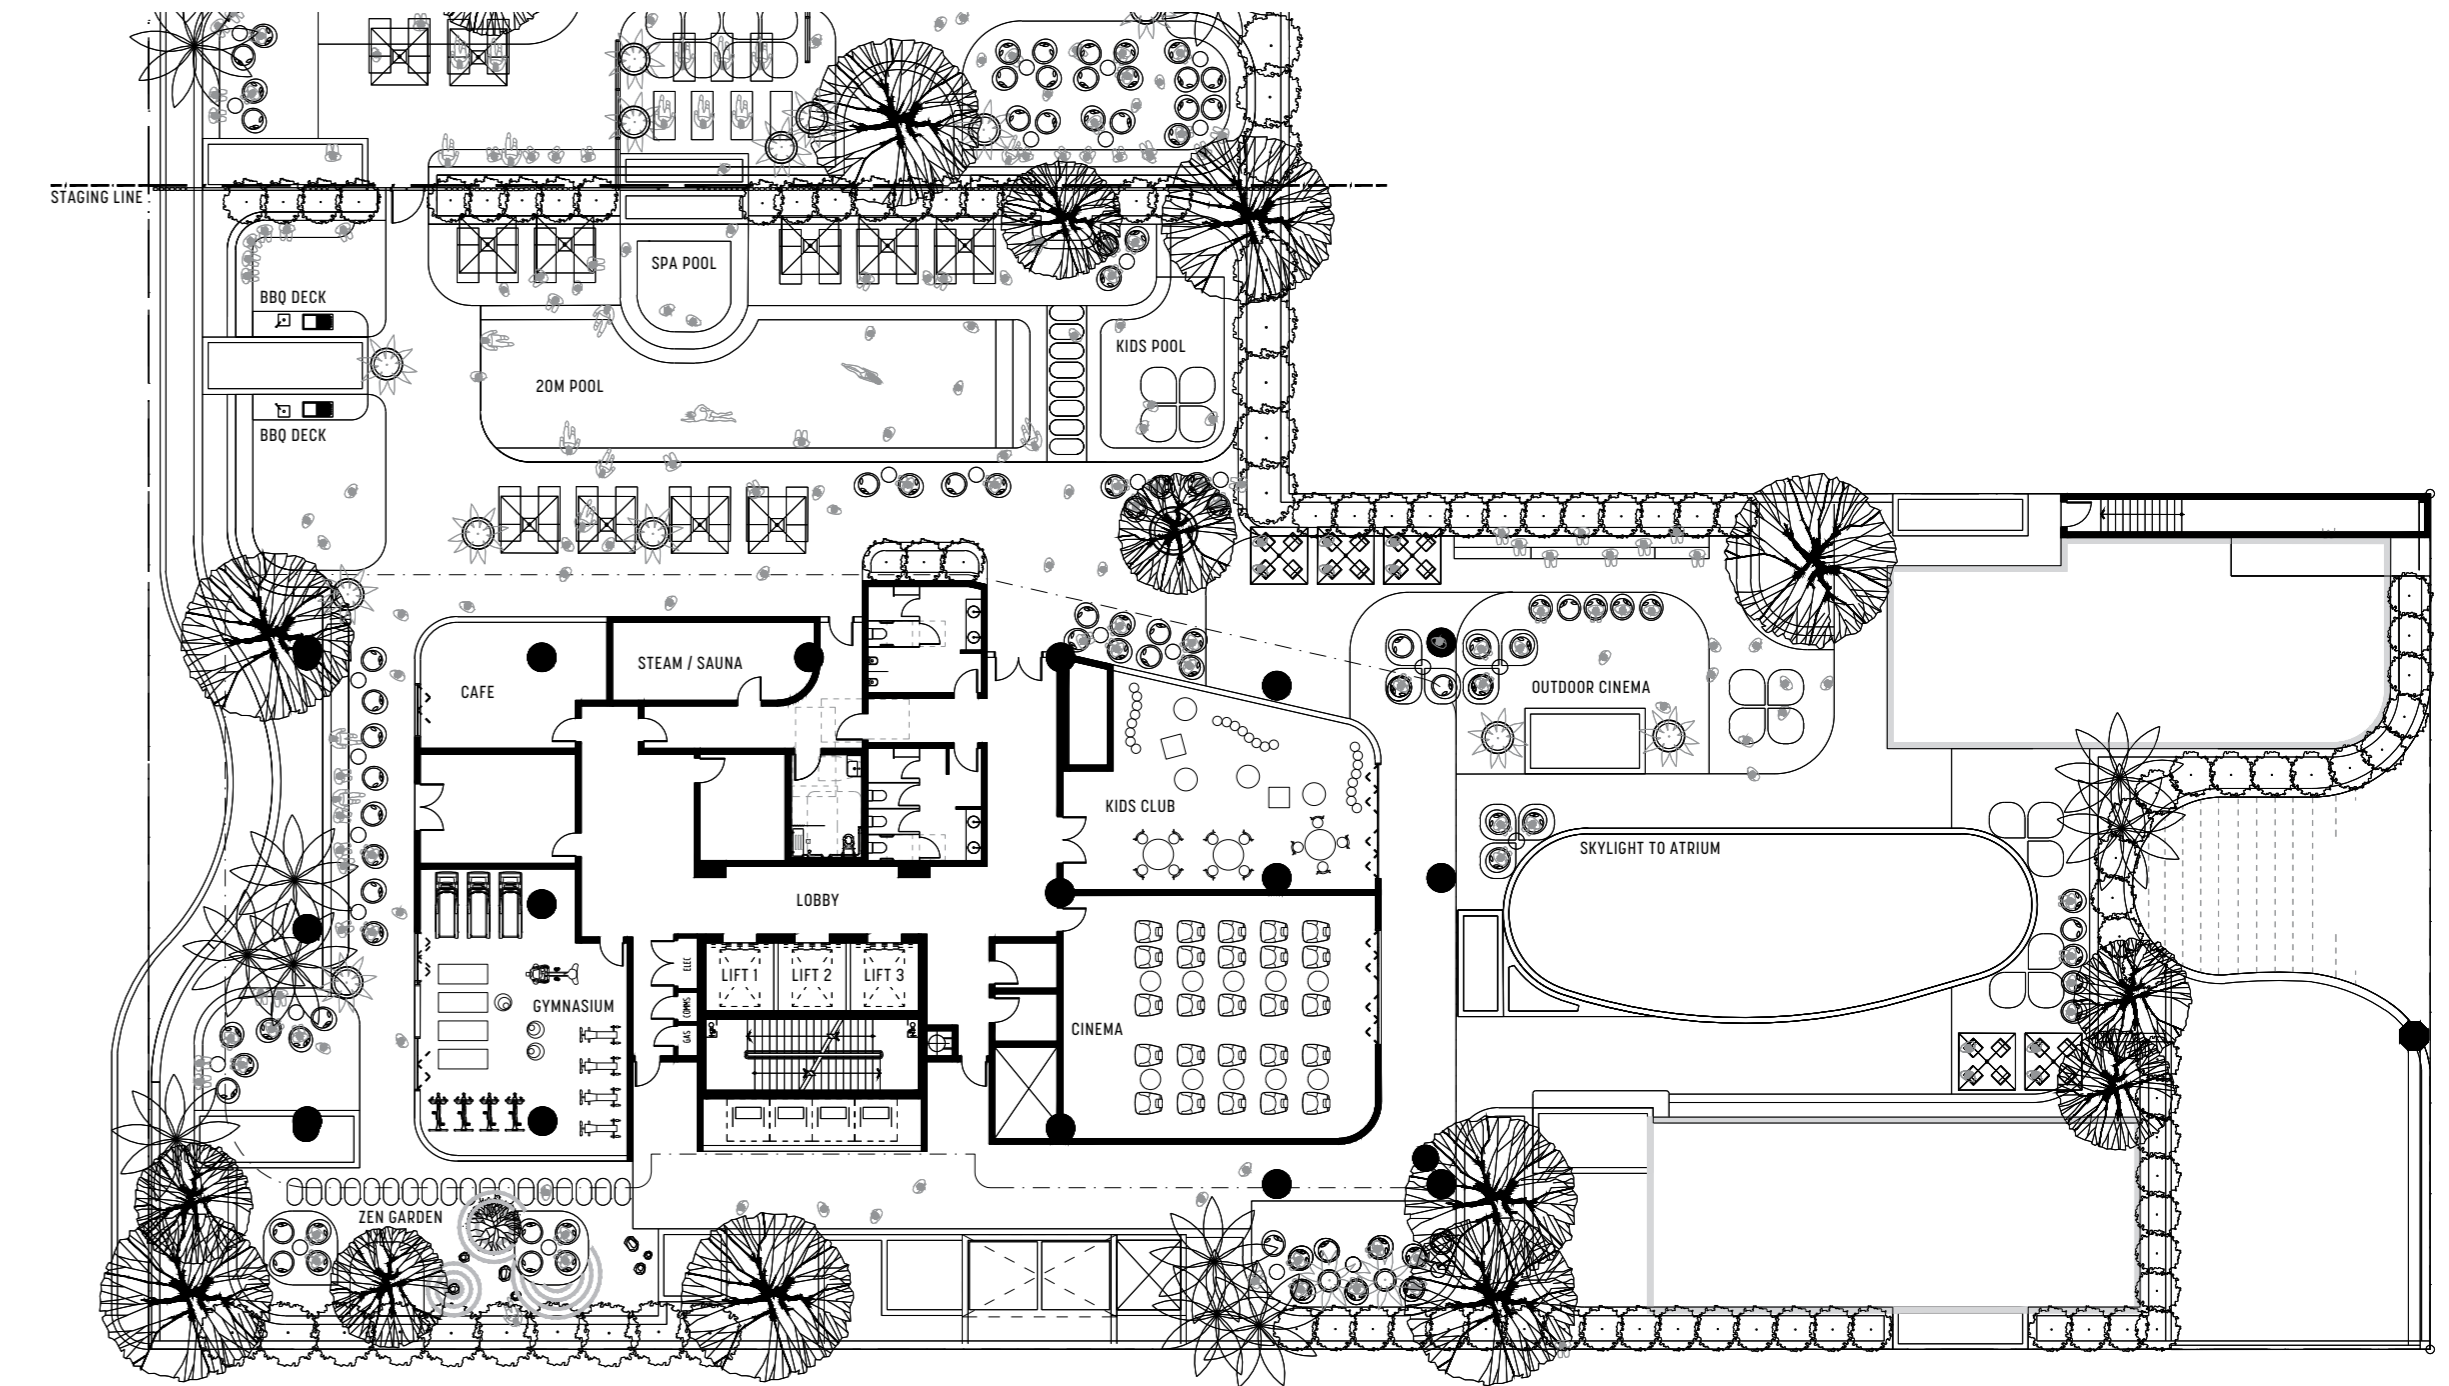 STAGING LINE
SPA POOL
BBQ DECK
KIDS POOL
20M POOL
BBQ DECK
STEAM / SAUNA
CAFE
OUTDOOR CINEMA
KIDS CLUB
SKYLIGHT TO ATRIUM
LOBBY
LIFT 1
LIFT 2
LIFT 3
ELEC
COMMS
GAS
GYMNASIUM
CINEMA
ZEN GARDEN